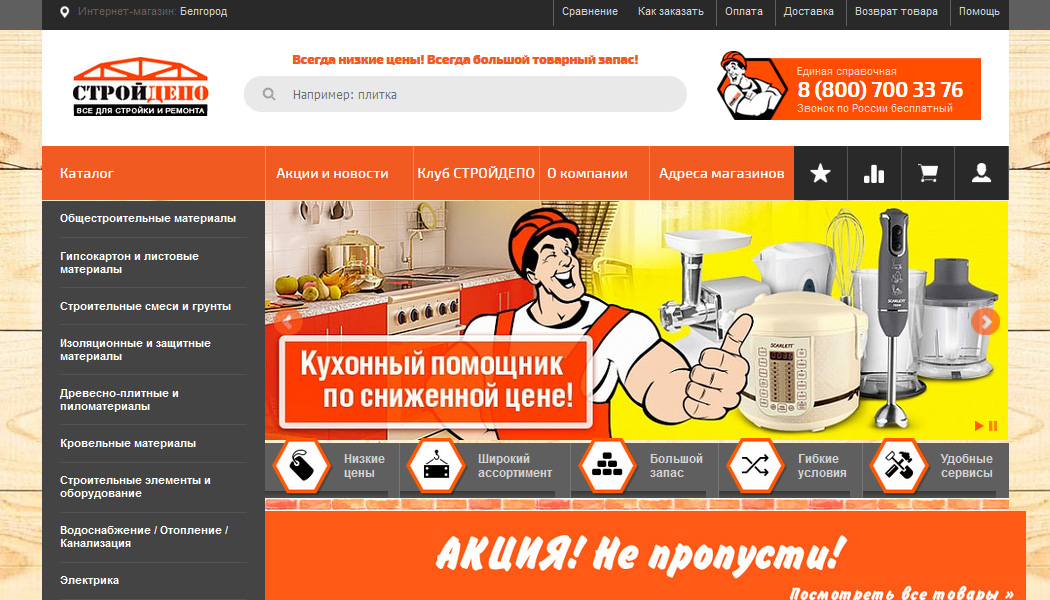 Интернет-магазин: Белгород
Сравнение
Как заказать
Оплата
Доставка
Возврат товара
Помощь
СТРОЙДЕПО
ВСЕ ДЛЯ СТРОЙКИ И РЕМОНТА
Всегда низкие цены! Всегда большой товарный запас!
Например: плитка
Единая справочная
8 (800) 700 33 76
Звонок по России бесплатный
Каталог
Акции и новости
Клуб СТРОЙДЕПО
О компании
Адреса магазинов
Общестроительные материалы
Гипсокартон и листовые
материалы
Строительные смеси и грунты
Изоляционные и защитные
материалы
Древесно-плитные и
пиломатериалы
Кровельные материалы
Строительные элементы и
оборудование
Водоснабжение / Отопление /
Канализация
Электрика
Кухонный помощник
по сниженной цене!
SCARLETT
SCARLETT
Низкие
цены
Широкий
ассортимент
Большой
запас
Гибкие
условия
Удобные
сервисы
АКЦИЯ! Не пропусти!
Посмотреть все товары »